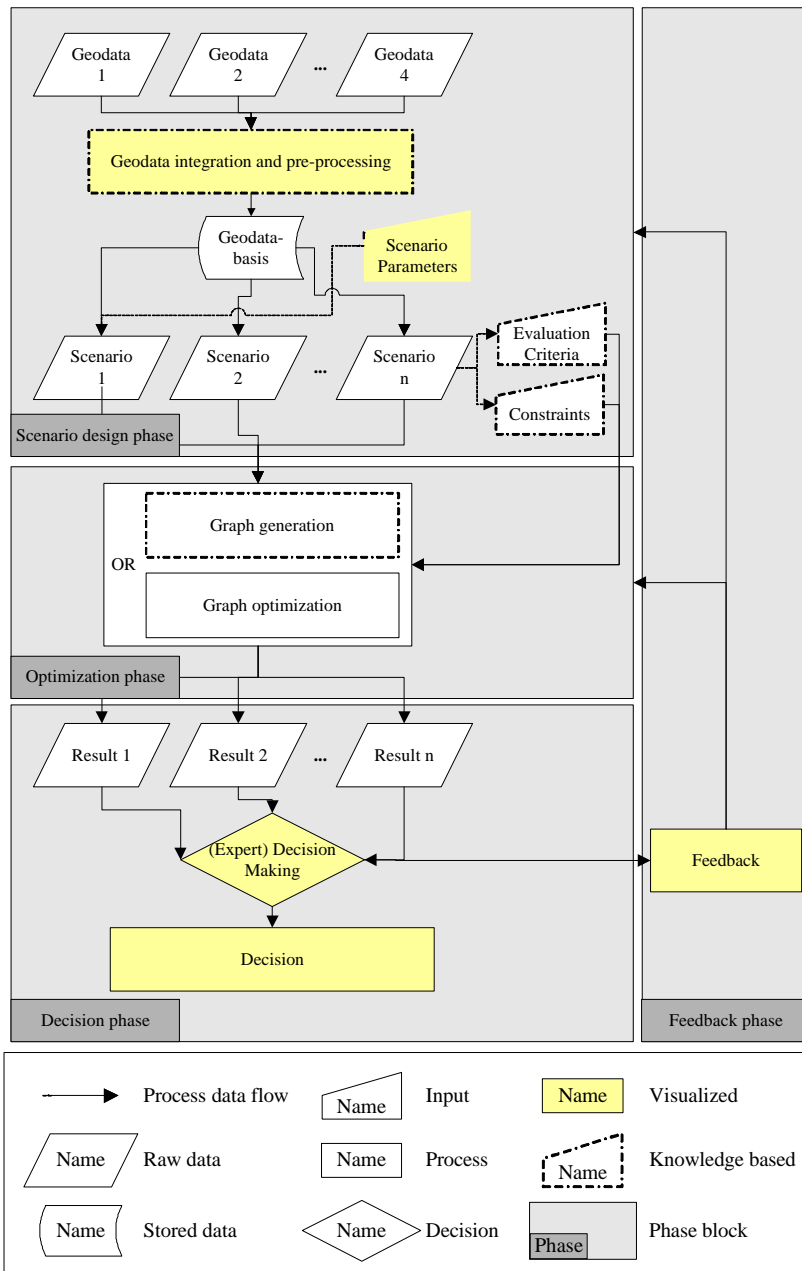 Geodata
1
Geodata
2
...
Geodata
4
Geodata integration and pre-processing
Geodata-
basis
Scenario
Parameters
Scenario
1
Scenario
2
...
Scenario
n
Evaluation
Criteria
Constraints
Scenario design phase
Graph generation
OR
Graph optimization
Optimization phase
Result 1
Result 2
...
Result n
(Expert) Decision
Making
Feedback
Decision
Decision phase
Feedback phase
Process data flow
Name
Input
Name
Visualized
Name
Raw data
Name
Process
Name
Knowledge based
Name
Stored data
Name
Decision
Phase
Phase block